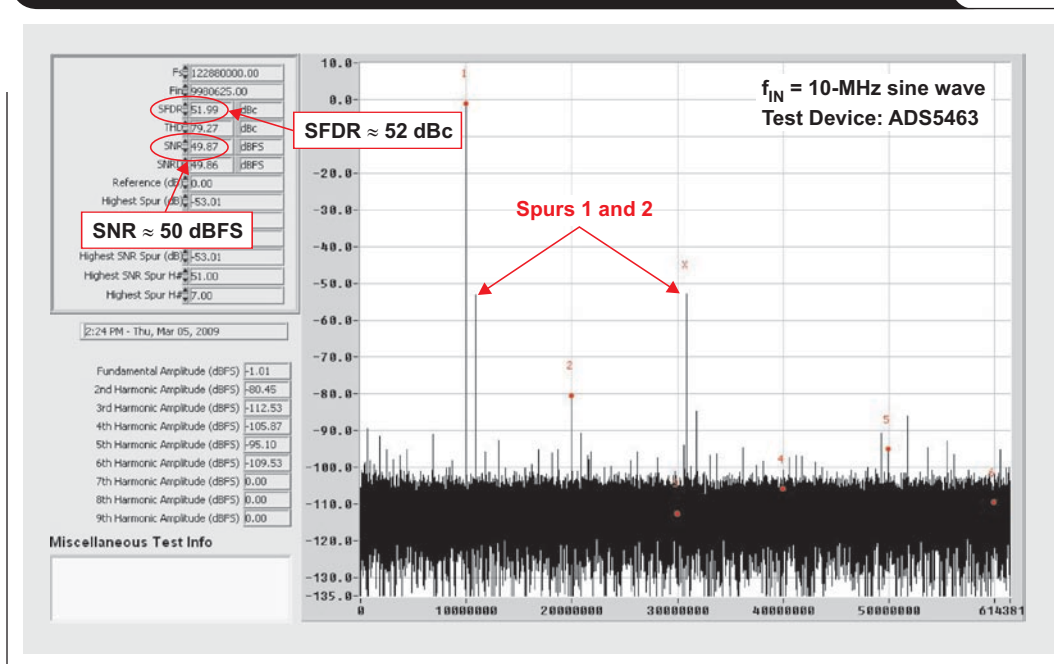 Fs 122880000.00
Fin 9980625.00
SFDR 51.99 dBc
THD 79.27 dBc
SNR 49.87 dBFS
49.86 dBFS
Reference (dB) 0.00
Highest Spur (dB) -53.01
Highest SNR Spur (dB) -53.01
Highest SNR Spur H# 51.00
Highest Spur H# 7.00
SFDR ≈ 52 dBc
SNR ≈ 50 dBFS
2:24 PM - Thu, Mar 05, 2009
Fundamental Amplitude (dBFS) -1.01
2nd Harmonic Amplitude (dBFS) -80.45
3rd Harmonic Amplitude (dBFS) -112.53
4th Harmonic Amplitude (dBFS) -105.87
5th Harmonic Amplitude (dBFS) -95.10
6th Harmonic Amplitude (dBFS) -109.53
7th Harmonic Amplitude (dBFS) 0.00
8th Harmonic Amplitude (dBFS) 0.00
9th Harmonic Amplitude (dBFS) 0.00
Miscellaneous Test Info
fIN = 10-MHz sine wave
Test Device: ADS5463
Spurs 1 and 2
1
X
2
5
4
10.0
0.0
-20.0
-30.0
-40.0
-50.0
-60.0
-70.0
-80.0
-90.0
-100.0
-110.0
-120.0
-130.0
-135.0
0
10000000
20000000
30000000
40000000
50000000
614381